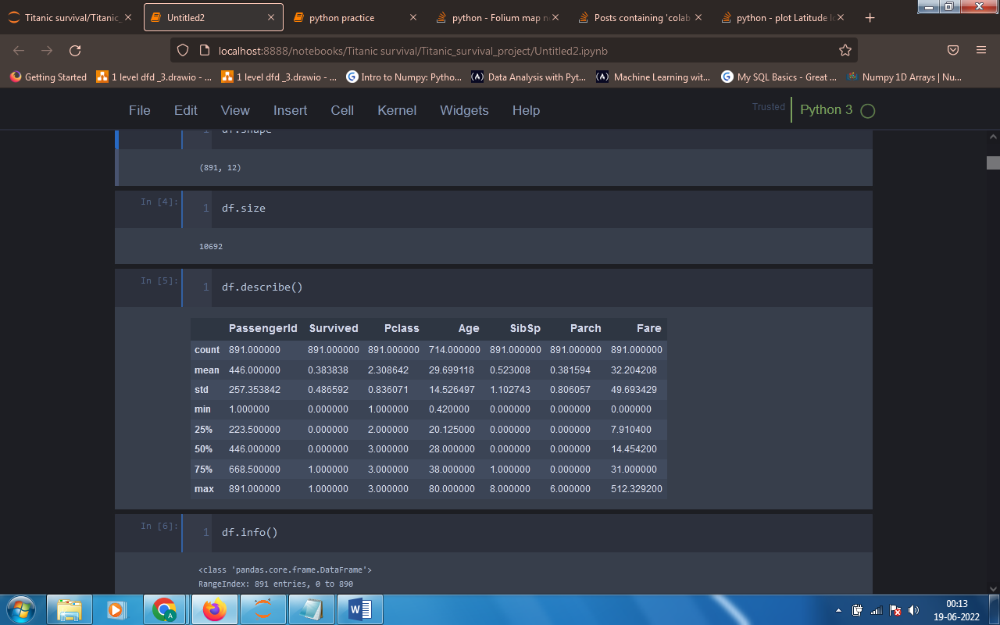 Titanic survival/Titanic_
Untitled2
python practice
python - Folium map n
Posts containing 'colab
python - plot Latitude l
localhost:8888/notebooks/Titanic survival/Titanic_survival_project/Untitled2.ipynb
Getting Started
1 level dfd _3.drawio - ...
1 level dfd _3.drawio - ...
Intro to Numpy: Pytho...
Data Analysis with Pyt...
Machine Learning wit...
My SQL Basics - Great ...
Numpy 1D Arrays | Nu...
File Edit View Insert Cell Kernel Widgets Help
Trusted
Python 3
1 df.shape
(891, 12)
In [4]:
1 df.size
10692
In [5]:
1 df.describe()
PassengerId Survived Pclass Age SibSp Parch Fare
count 891.000000 891.000000 891.000000 714.000000 891.000000 891.000000 891.000000
mean 446.000000 0.383838 2.308642 29.699118 0.523008 0.381594 32.204208
std 257.353842 0.486592 0.836071 14.526497 1.102743 0.806057 49.693429
min 1.000000 0.000000 1.000000 0.420000 0.000000 0.000000 0.000000
25% 223.500000 0.000000 2.000000 20.125000 0.000000 0.000000 7.910400
50% 446.000000 0.000000 3.000000 28.000000 0.000000 0.000000 14.454200
75% 668.500000 1.000000 3.000000 38.000000 1.000000 0.000000 31.000000
max 891.000000 1.000000 3.000000 80.000000 8.000000 6.000000 512.329200
In [6]:
1 df.info()
<class 'pandas.core.frame.DataFrame'>
RangeIndex: 891 entries, 0 to 890
00:13
19-06-2022